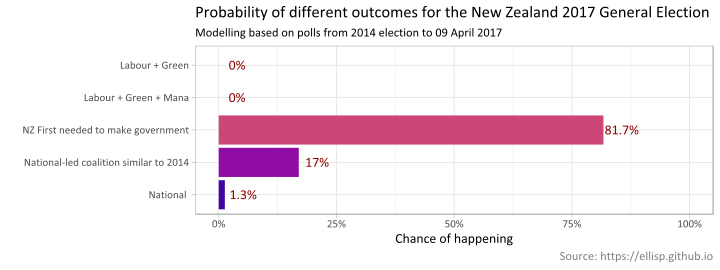 Probability of different outcomes for the New Zealand 2017 General Election
Modelling based on polls from 2014 election to 09 April 2017
Labour + Green 0%
Labour + Green + Mana 0%
NZ First needed to make government 81.7%
National-led coalition similar to 2014 17%
National 1.3%
0% 25% 50% 75% 100%
Chance of happening
Source: https://ellisp.github.io